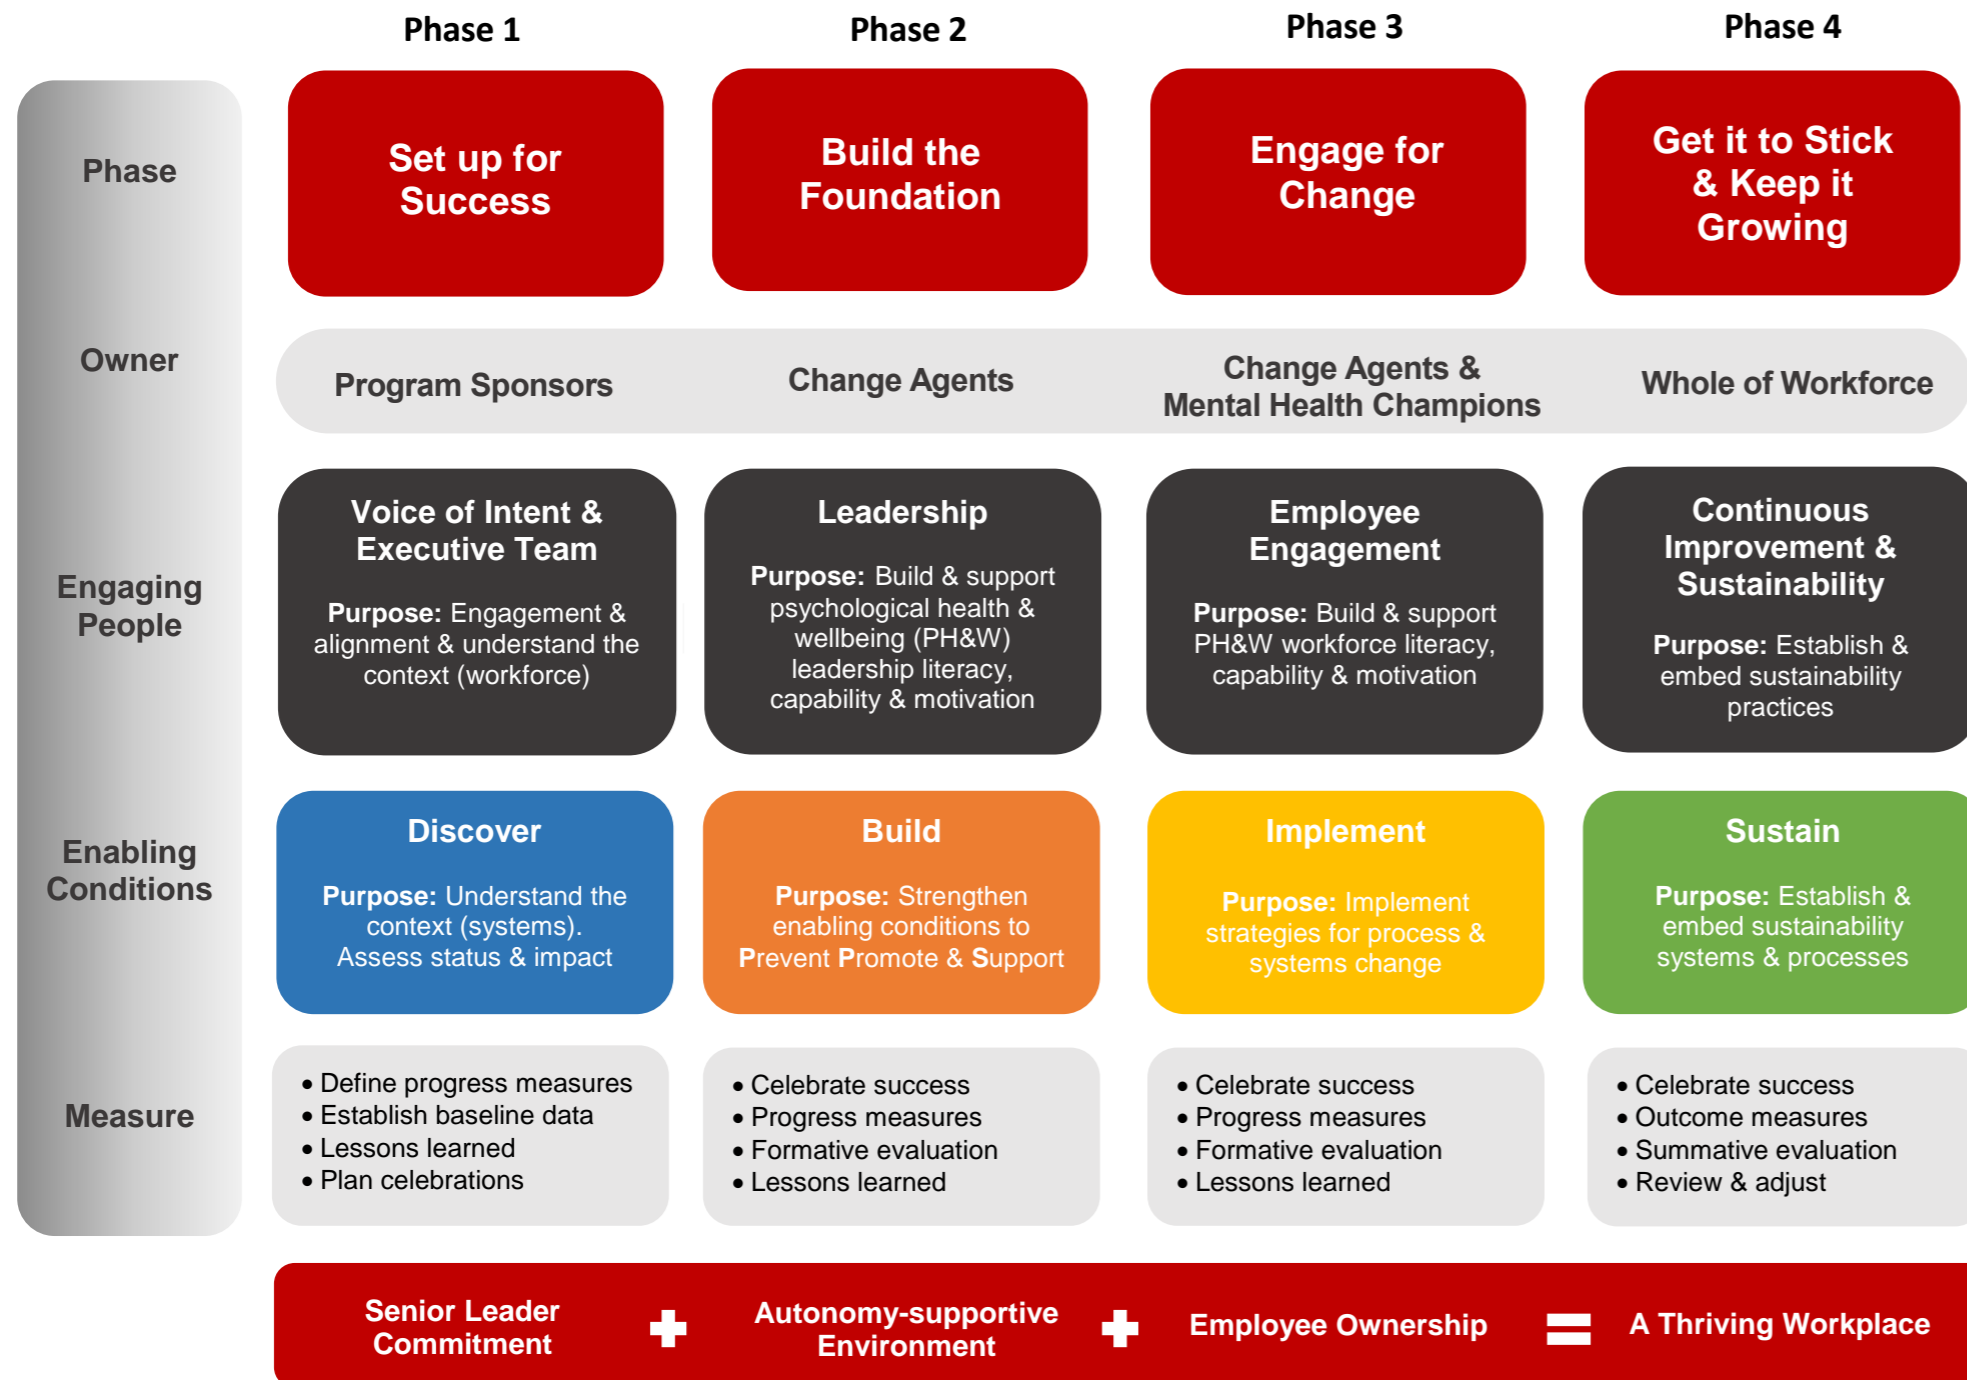 Phase 1
Phase 2
Phase 3
Phase 4
Phase
Set up for
Success
Build the
Foundation
Engage for
Change
Get it to Stick
& Keep it
Growing
Owner
Program Sponsors
Change Agents
Change Agents &
Mental Health Champions
Whole of Workforce
Engaging
People
Voice of Intent &
Executive Team
Purpose: Engagement &
alignment & understand the
context (workforce)
Leadership
Purpose: Build & support
psychological health &
wellbeing (PH&W)
leadership literacy,
capability & motivation
Employee
Engagement
Purpose: Build & support
PH&W workforce literacy,
capability & motivation
Continuous
Improvement &
Sustainability
Purpose: Establish &
embed sustainability
practices
Enabling
Conditions
Discover
Purpose: Understand the
context (systems).
Assess status & impact
Build
Purpose: Strengthen
enabling conditions to
Prevent Promote & Support
Implement
Purpose: Implement
strategies for process &
systems change
Sustain
Purpose: Establish &
embed sustainability
systems & processes
Measure
• Define progress measures
• Establish baseline data
• Lessons learned
• Plan celebrations
• Celebrate success
• Progress measures
• Formative evaluation
• Lessons learned
• Celebrate success
• Progress measures
• Formative evaluation
• Lessons learned
• Celebrate success
• Outcome measures
• Summative evaluation
• Review & adjust
Senior Leader
Commitment
+
Autonomy-supportive
Environment
+
Employee Ownership
=
A Thriving Workplace